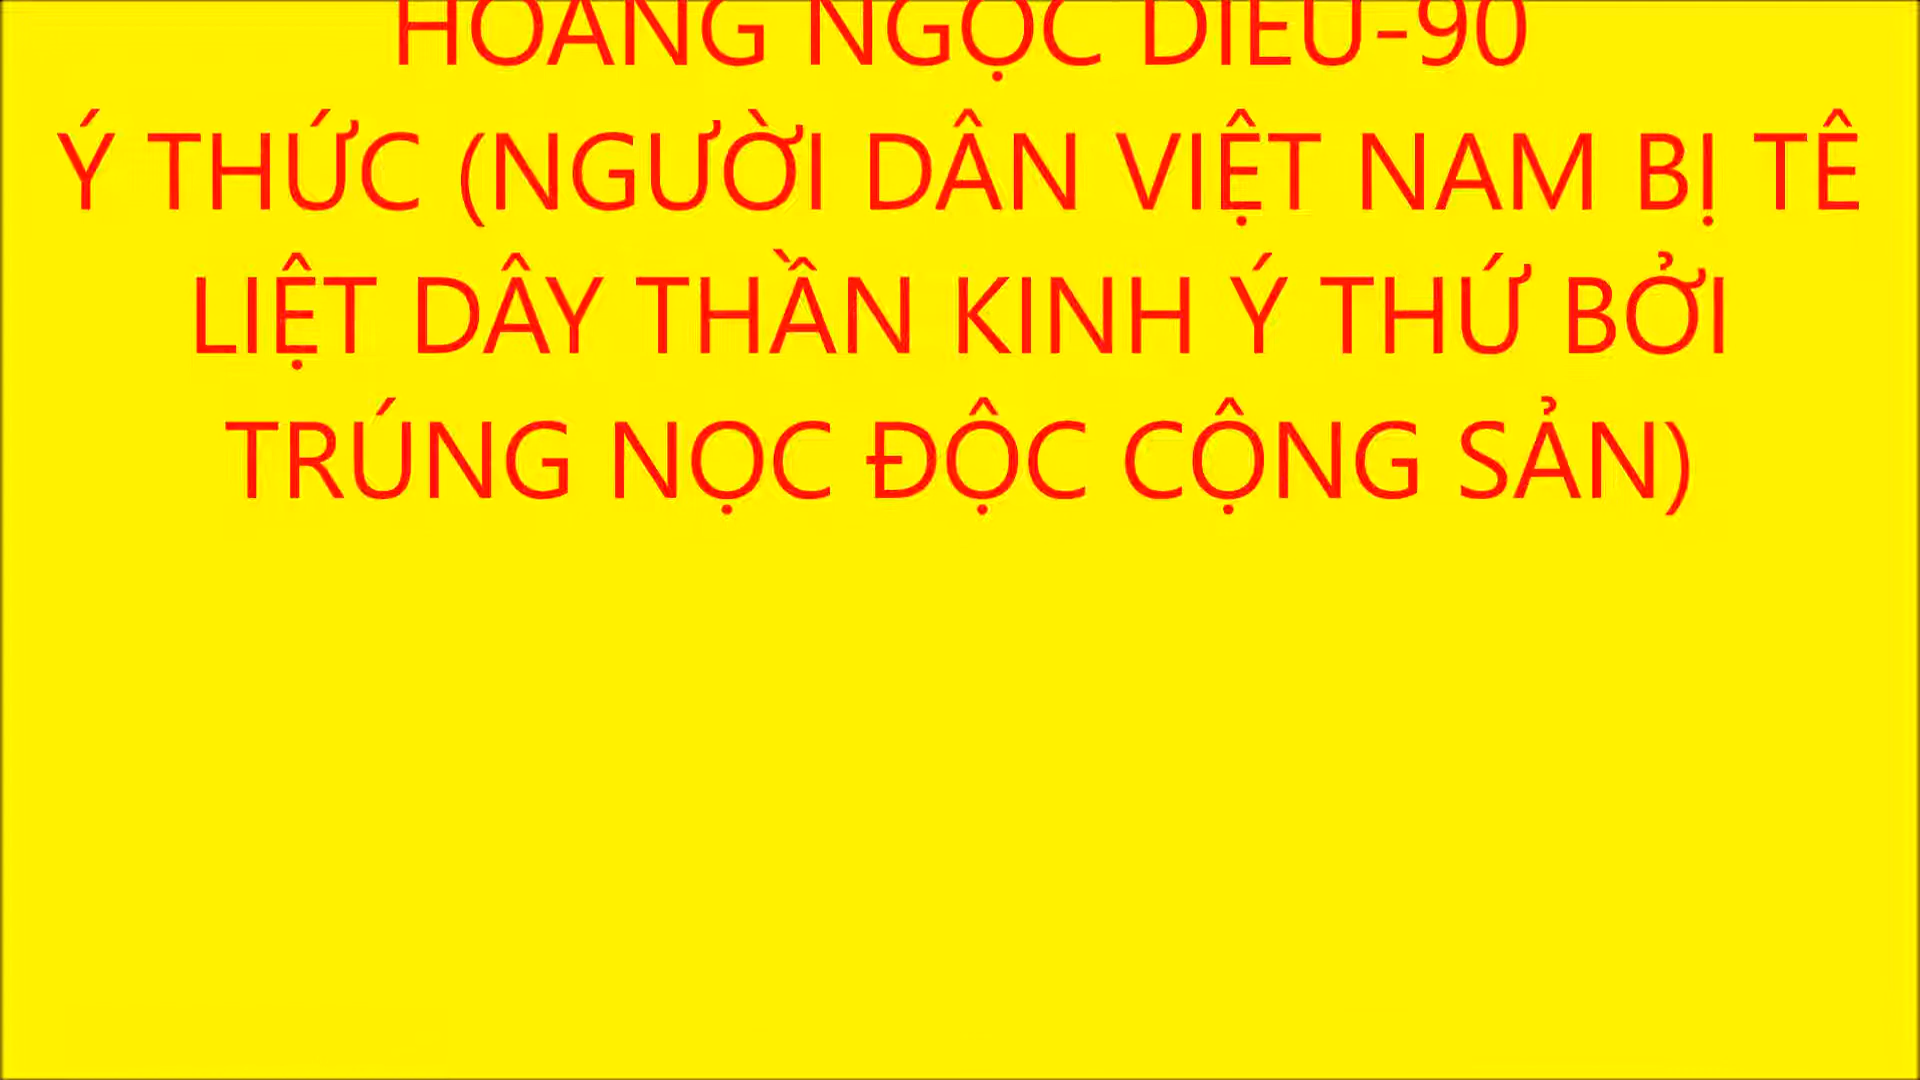 HOÀNG NGỌC DIÊU-90
Ý THỨC (NGƯỜI DÂN VIỆT NAM BỊ TÊ
LIỆT DÂY THẦN KINH Ý THỨ BỞI
TRÚNG NỌC ĐỘC CỘNG SẢN)